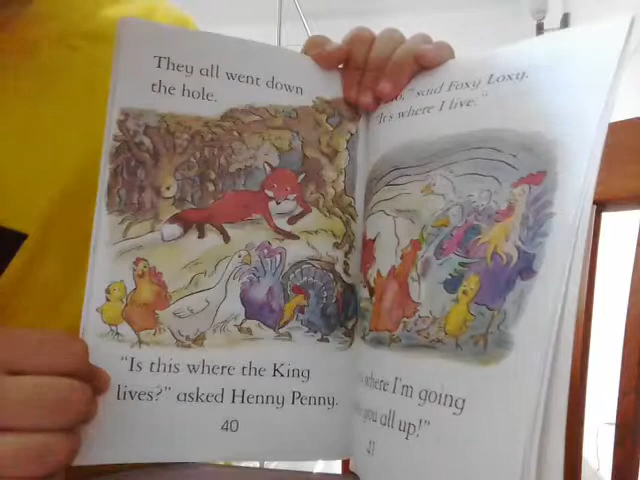 They all went down
the hole.
"Is this where the King
lives?" asked Henny Penny.
40
said Foxy Loxy.
"It's where I live."
where I'm going
you all up!"
41